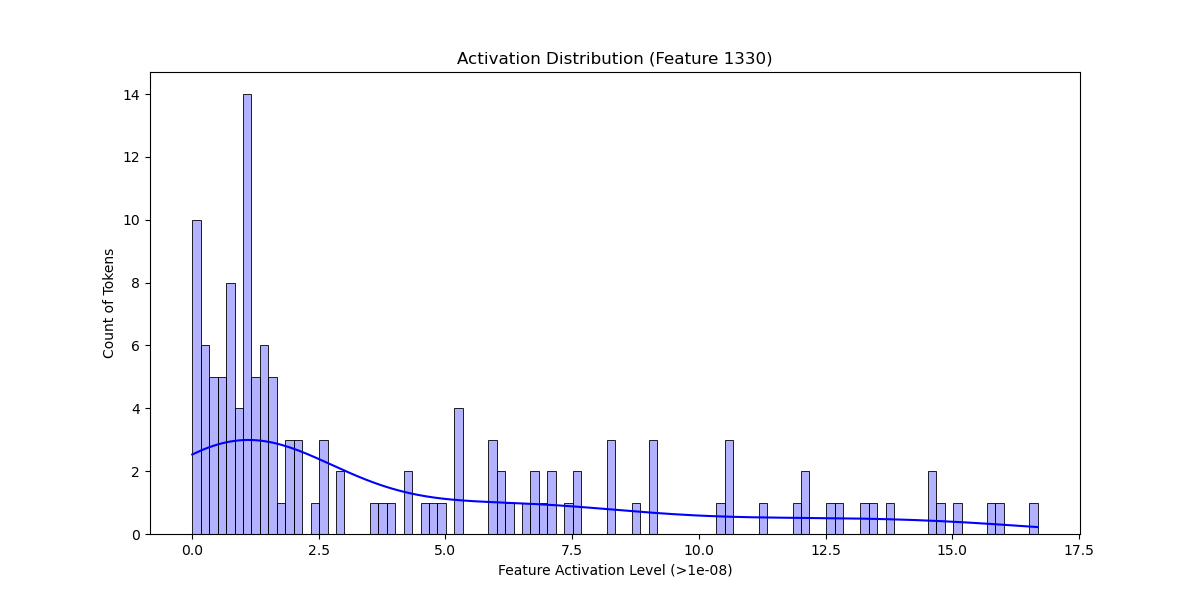 Activation Distribution (Feature 1330)
14
12
10
8
6
4
2
0
Count of Tokens
0.0 2.5 5.0 7.5 10.0 12.5 15.0 17.5
Feature Activation Level (>1e-08)